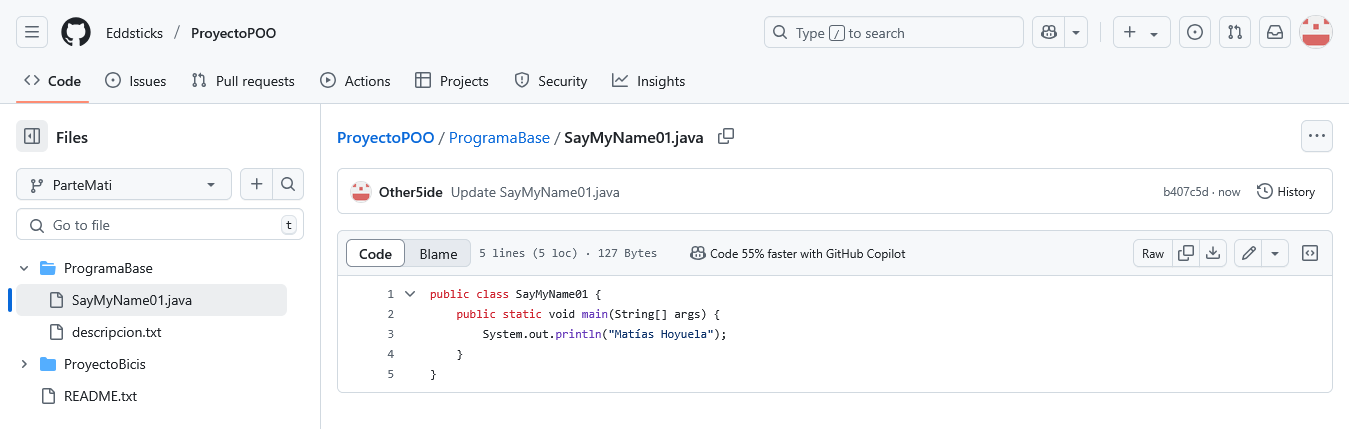 Eddsticks / ProyectoPOO
Type / to search
Code Issues Pull requests Actions Projects Security Insights
Files
ParteMati
Go to file t
ProgramaBase
SayMyName01.java
descripcion.txt
ProyectoBicis
README.txt
ProyectoPOO / ProgramaBase / SayMyName01.java
Other5ide Update SayMyName01.java b407c5d · now History
Code Blame 5 lines (5 loc) · 127 Bytes Code 55% faster with GitHub Copilot Raw
1 public class SayMyName01 {
2 public static void main(String[] args) {
3 System.out.println("Matías Hoyuela");
4 }
5 }